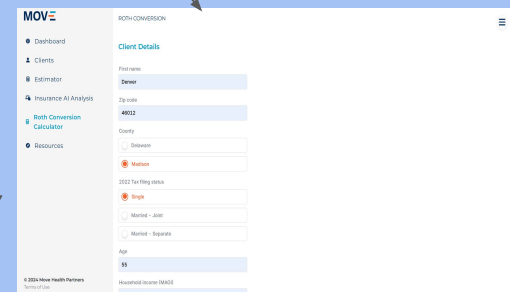 MOVE
Dashboard
Clients
Estimator
Insurance AI Analysis
Roth Conversion
Calculator
Resources
© 2024 Move Health Partners
Terms of Use
ROTH CONVERSION
Client Details
First name
Denver
Zip code
46012
County
Delaware
Madison
2022 Tax filing status
Single
Married - Joint
Married - Separate
Age
55
Household Income (MAGI)